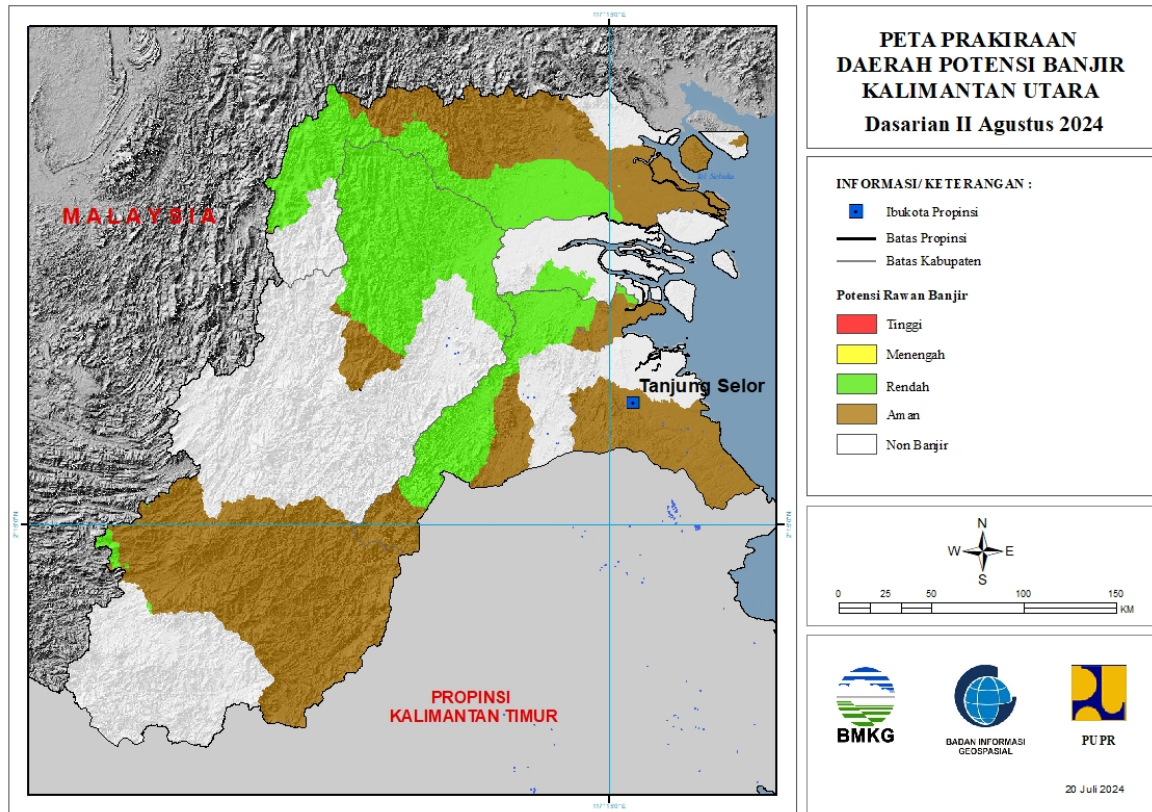 PETA PRAKIRAAN
DAERAH POTENSI BANJIR
KALIMANTAN UTARA
Dasarian II Agustus 2024
INFORMASI/ KETERANGAN :
Ibukota Propinsi
Batas Propinsi
Batas Kabupaten
Potensi Rawan Banjir
Tinggi
Menengah
Rendah
Aman
Non Banjir
N
W E
S
0 25 50 100 150
KM
BMKG
BADAN INFORMASI
GEOSPASIAL
PUPR
20 Juli 2024
MALAYSIA
Tanjung Selor
PROPINSI
KALIMANTAN TIMUR